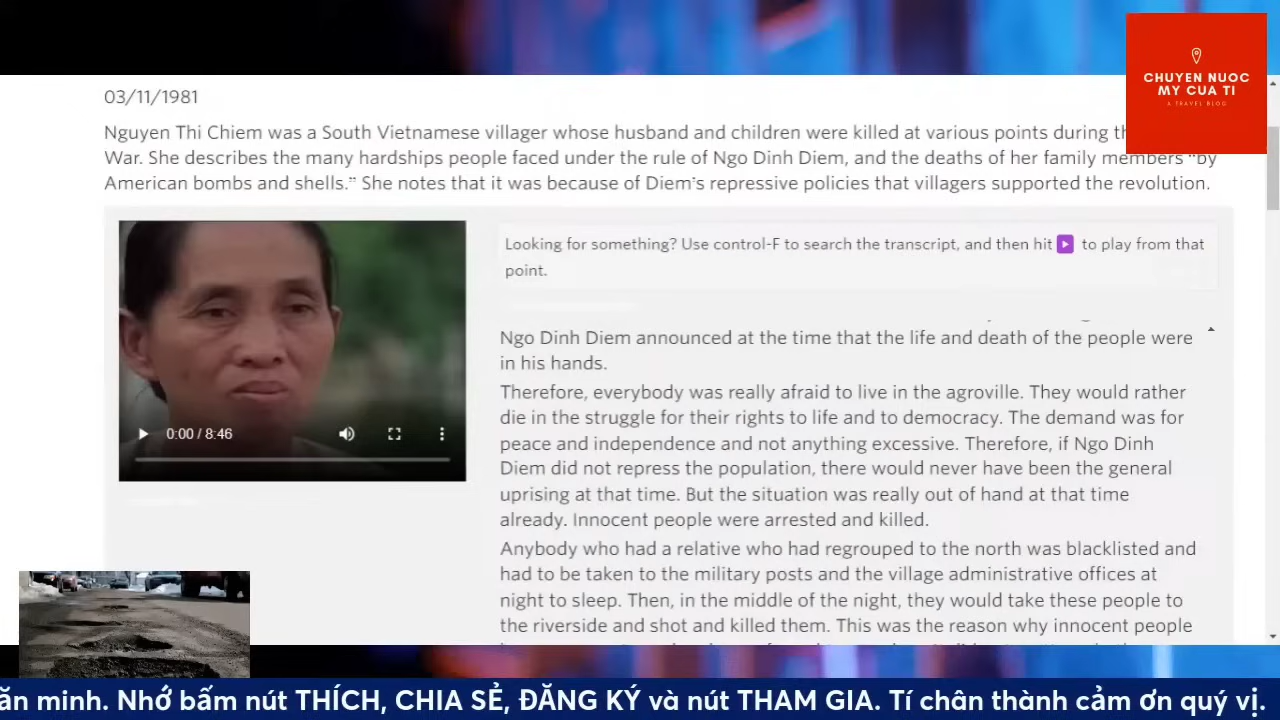 03/11/1981
CHUYEN NUOC
MY CUA TI
A TRAVEL BLOG
Nguyen Thi Chiem was a South Vietnamese villager whose husband and children were killed at various points during
War. She describes the many hardships people faced under the rule of Ngo Dinh Diem, and the deaths of her family members "by
American bombs and shells." She notes that it was because of Diem's repressive policies that villagers supported the revolution.
0:00 / 8:46
Looking for something? Use control-F to search the transcript, and then hit to play from that
point.
Ngo Dinh Diem announced at the time that the life and death of the people were
in his hands.
Therefore, everybody was really afraid to live in the agroville. They would rather
die in the struggle for their rights to life and to democracy. The demand was for
peace and independence and not anything excessive. Therefore, if Ngo Dinh
Diem did not repress the population, there would never have been the general
uprising at that time. But the situation was really out of hand at that time
already. Innocent people were arrested and killed.
Anybody who had a relative who had regrouped to the north was blacklisted and
had to be taken to the military posts and the village administrative offices at
night to sleep. Then, in the middle of the night, they would take these people to
the riverside and shot and killed them. This was the reason why innocent people
ăn minh. Nhớ bấm nút THÍCH, CHIA SẺ, ĐĂNG KÝ và nút THAM GIA. Tí chân thành cảm ơn quý vị.